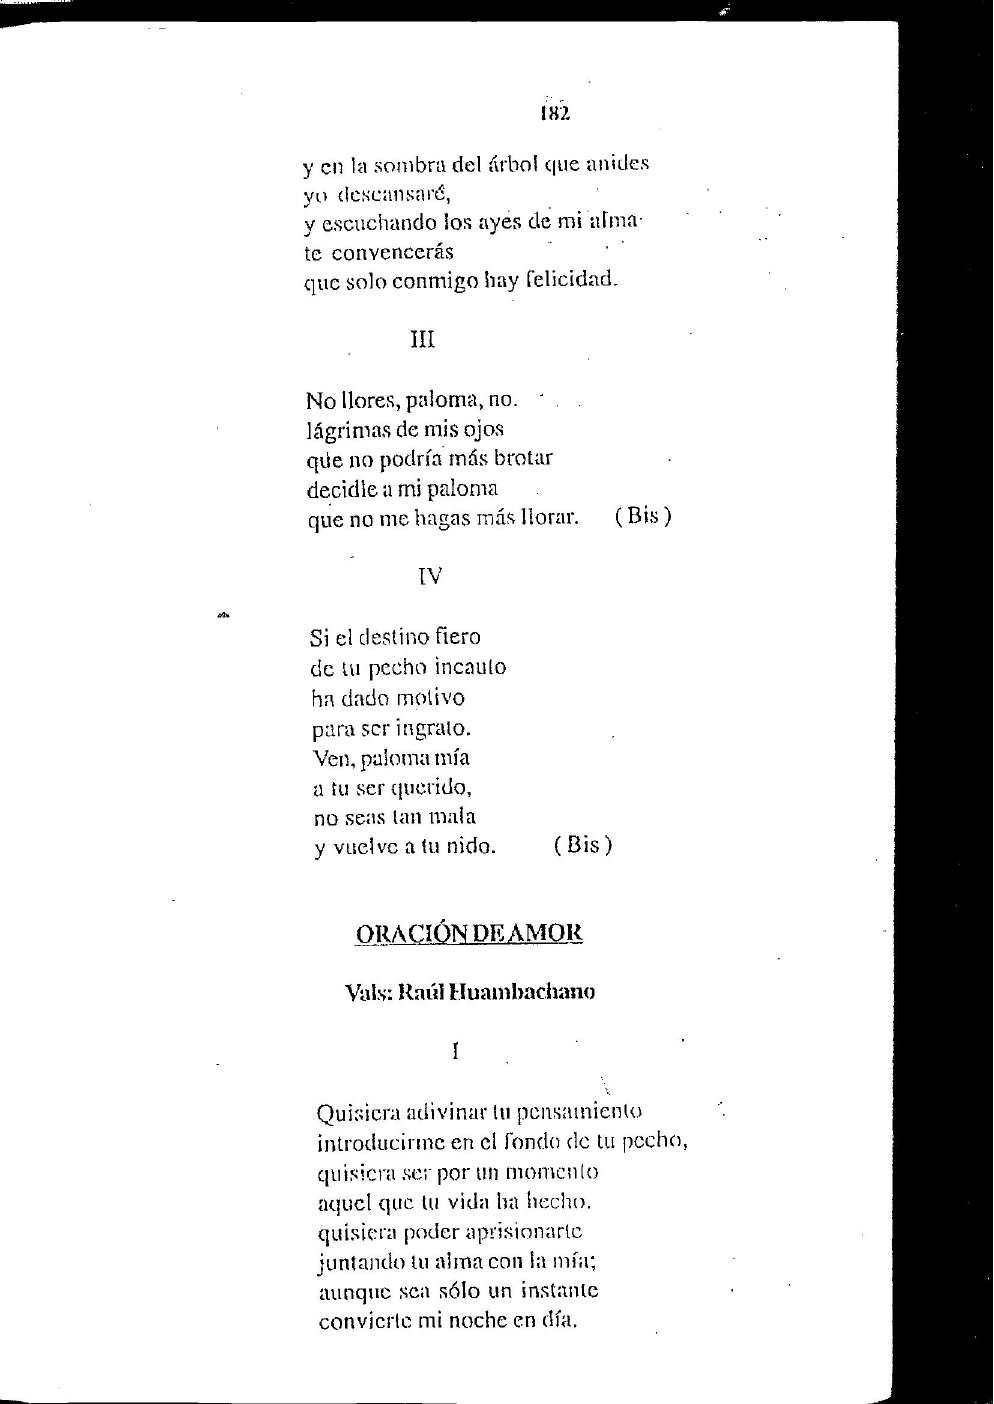 182
y en la sombra del árbol que anides
yo descansaré,
y escuchando los ayes de mi alma
te convencerás
que solo conmigo hay felicidad.
III
No llores, paloma, no.
lágrimas de mis ojos
que no podría más brotar
decidle a mi paloma
que no me hagas más llorar. ( Bis )
IV
Si el destino fiero
de tu pecho incauto
ha dado motivo
para ser ingrato.
Ven, paloma mía
a tu ser querido,
no seas tan mala
y vuelve a tu nido. ( Bis )
ORACIÓN DE AMOR
Vals: Raúl Huambachano
I
Quisiera adivinar tu pensamiento
introducirme en el fondo de tu pecho,
quisiera ser por un momento
aquel que tu vida ha hecho.
quisiera poder aprisionarte
juntando tu alma con la mía;
aunque sea sólo un instante
convierte mi noche en día.